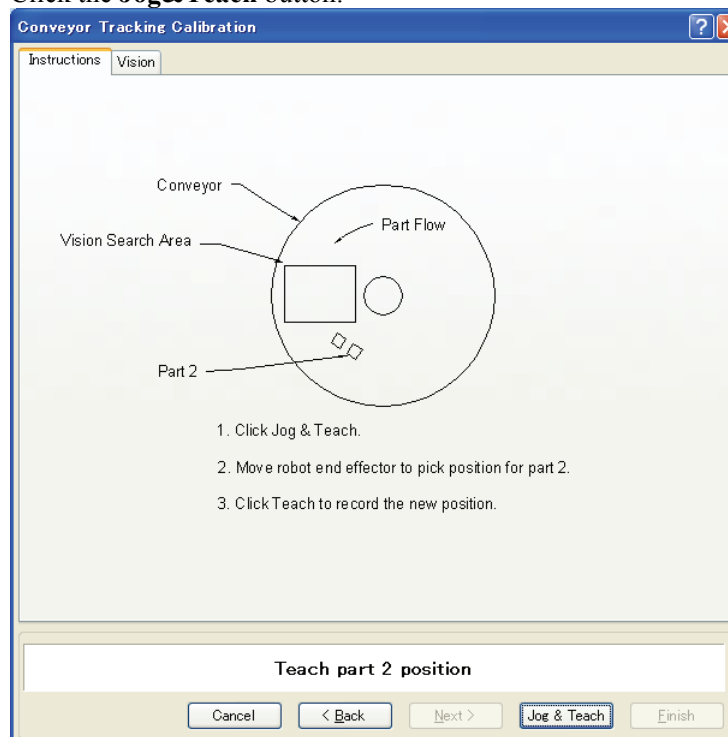 Click the Jog&Teach button.
Conveyor Tracking Calibration
Instructions Vision
Conveyor
Part Flow
Vision Search Area
Part 2
1. Click Jog & Teach.
2. Move robot end effector to pick position for part 2.
3. Click Teach to record the new position.
Teach part 2 position
Cancel < Back Next > Jog & Teach Finish